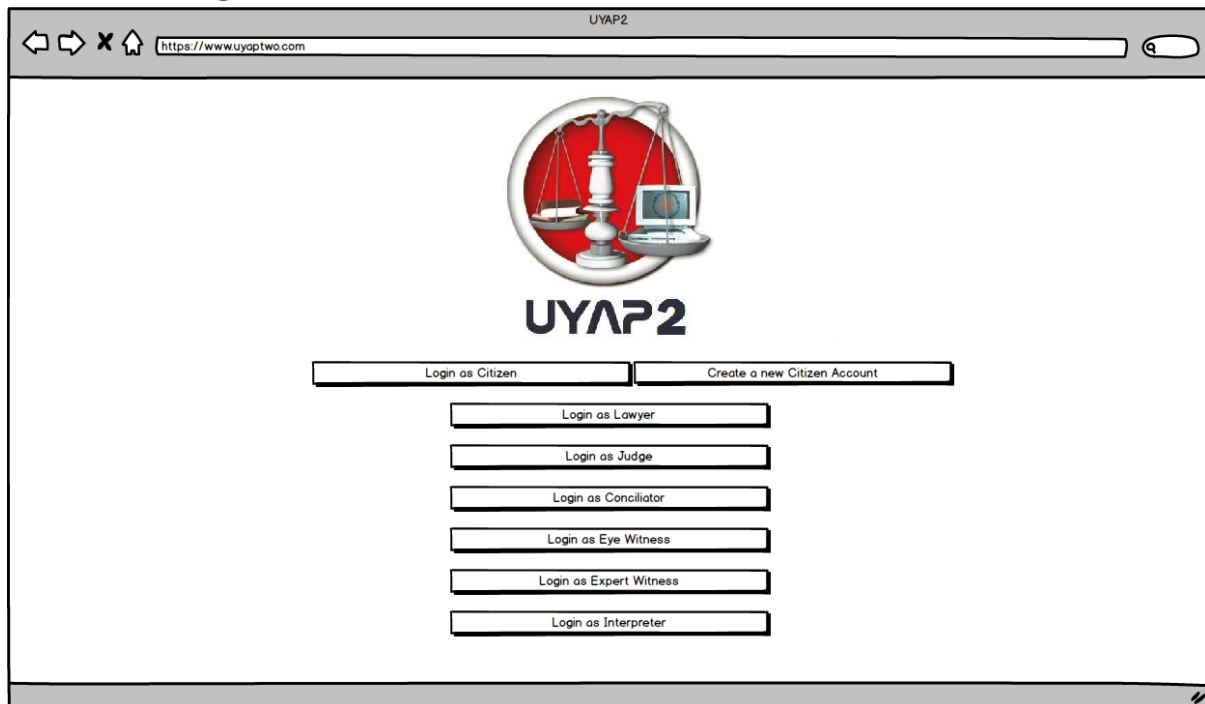 UYAP2
https://www.uyaptwo.com
UYAP2
Login as Citizen
Create a new Citizen Account
Login as Lawyer
Login as Judge
Login as Conciliator
Login as Eye Witness
Login as Expert Witness
Login as Interpreter